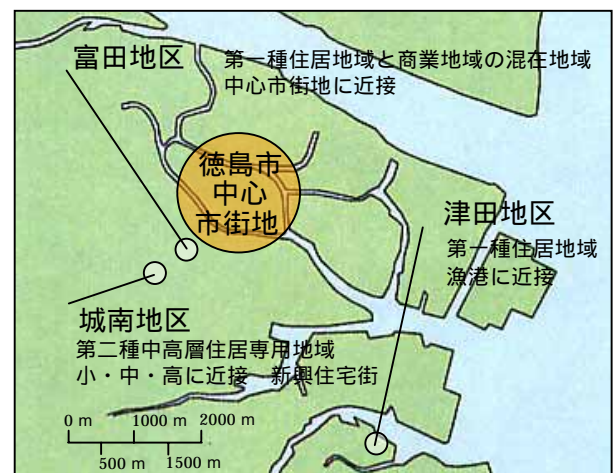 富田地区
第一種住居地域と商業地域の混在地域
中心市街地に近接
徳島市
中心
市街地
津田地区
第一種住居地域
漁港に近接
城南地区
第二種中高層住居専用地域
小・中・高に近接　新興住宅街
0 m 1000 m 2000 m
500 m 1500 m